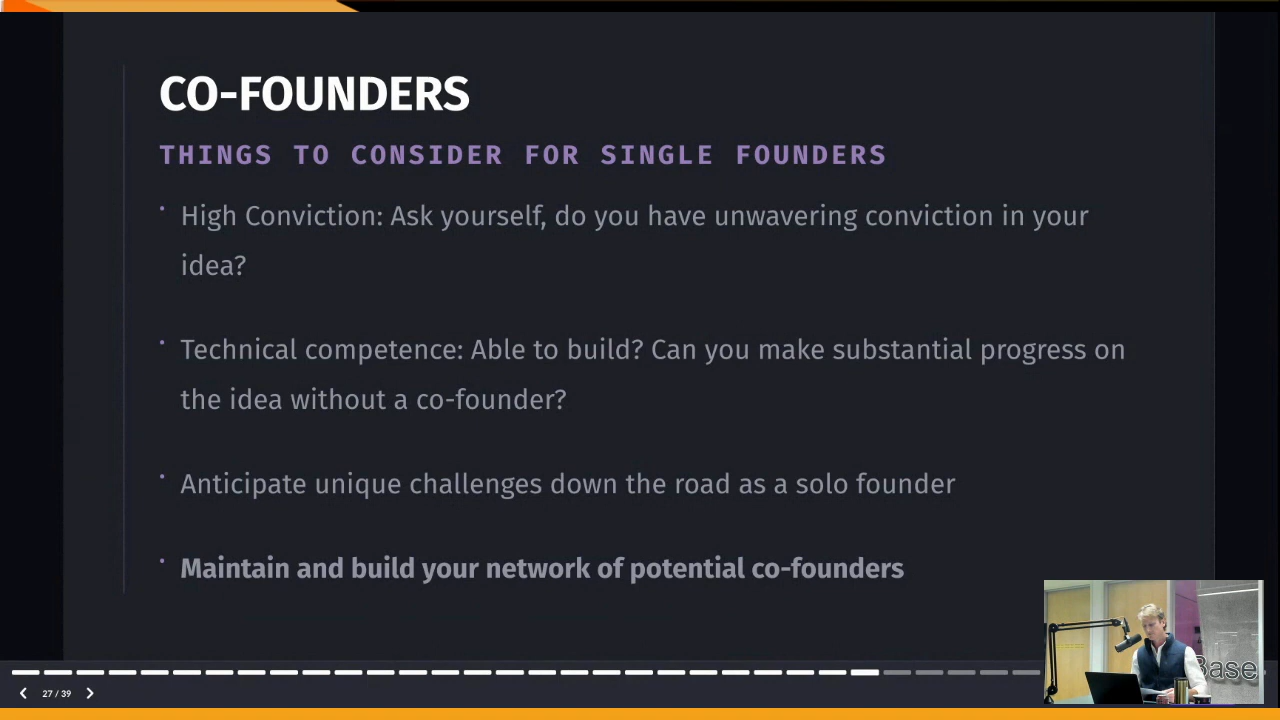 CO-FOUNDERS
THINGS TO CONSIDER FOR SINGLE FOUNDERS
High Conviction: Ask yourself, do you have unwavering conviction in your
idea?
Technical competence: Able to build? Can you make substantial progress on
the idea without a co-founder?
Anticipate unique challenges down the road as a solo founder
Maintain and build your network of potential co-founders
Base
27 / 39